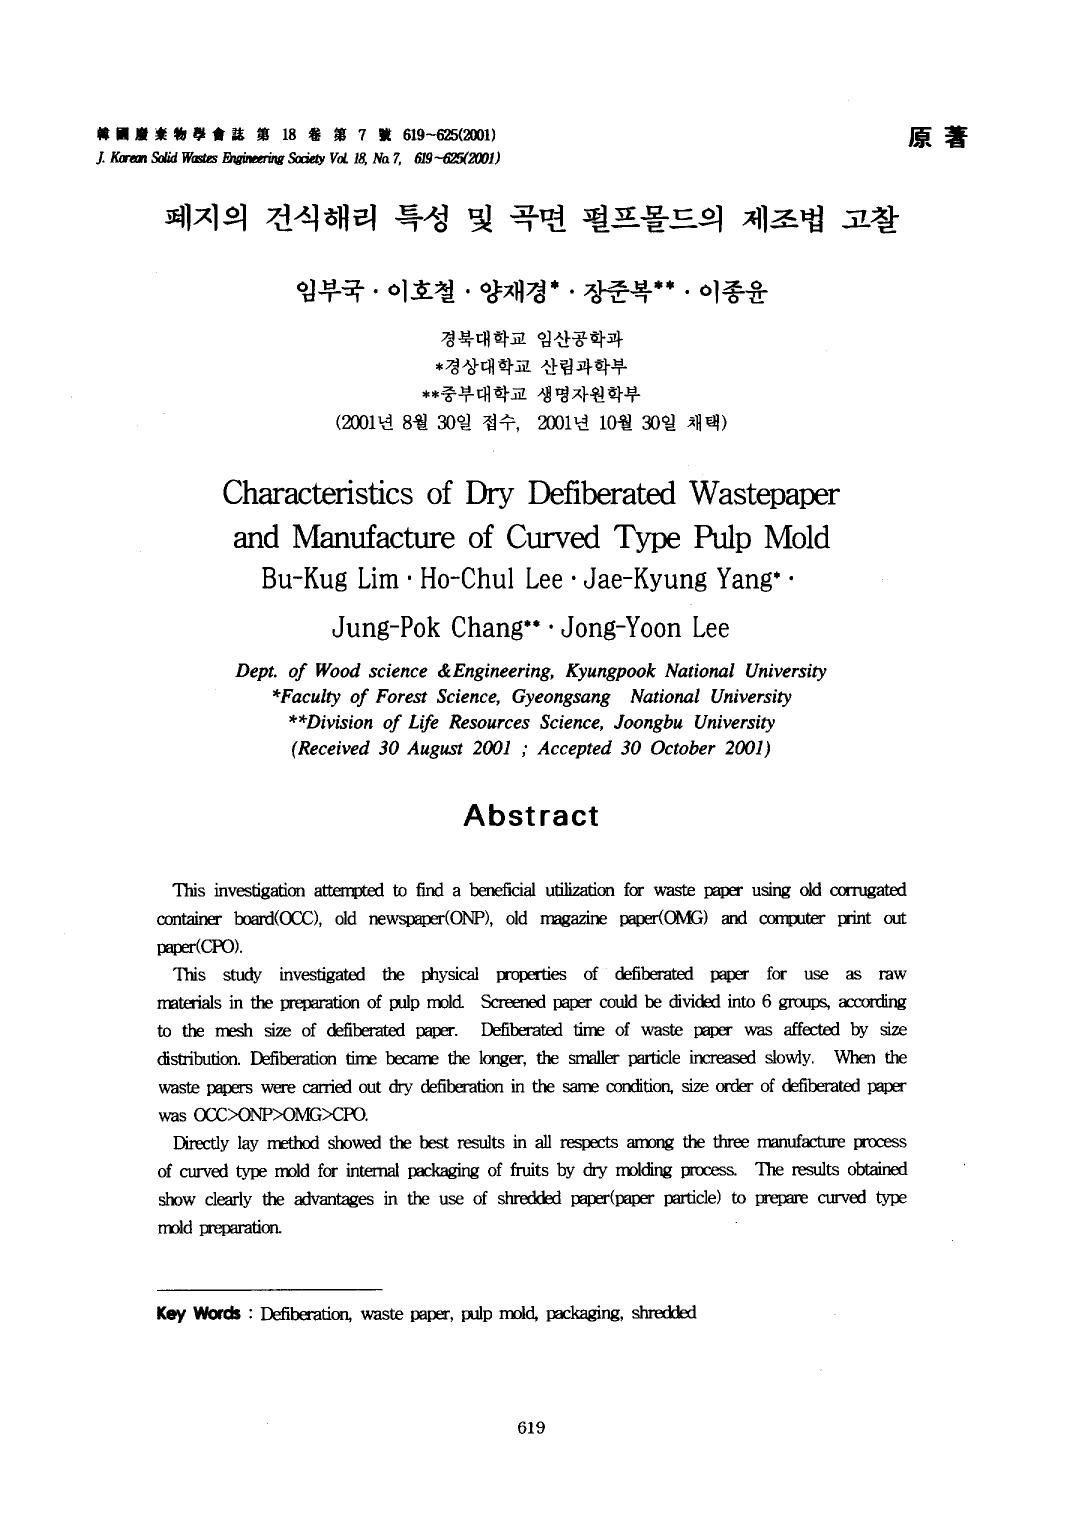 韓國廢棄物學會誌 第 18 卷 第 7 號 619~625(2001)
J. Korean Solid Wastes Engineering Society Vol. 18, No. 7, 619~625(2001)
原著
폐지의 건식해리 특성 및 곡면 펄프몰드의 제조법 고찰
임부국 · 이호철 · 양재경* · 장준복** · 이종윤
경북대학교 임산공학과
*경상대학교 산림과학부
**중부대학교 생명자원학부
(2001년 8월 30일 접수, 2001년 10월 30일 채택)
Characteristics of Dry Defiberated Wastepaper
and Manufacture of Curved Type Pulp Mold
Bu-Kug Lim · Ho-Chul Lee · Jae-Kyung Yang* ·
Jung-Pok Chang** · Jong-Yoon Lee
Dept. of Wood science &Engineering, Kyungpook National University
*Faculty of Forest Science, Gyeongsang National University
**Division of Life Resources Science, Joongbu University
(Received 30 August 2001 ; Accepted 30 October 2001)
Abstract
This investigation attempted to find a beneficial utilization for waste paper using old corrugated
container board(OCC), old newspaper(ONP), old magazine paper(OMG) and computer print out
paper(CPO).
This study investigated the physical properties of defiberated paper for use as raw
materials in the preparation of pulp mold. Screened paper could be divided into 6 groups, according
to the mesh size of defiberated paper. Defiberated time of waste paper was affected by size
distribution. Defiberation time became the longer, the smaller particle increased slowly. When the
waste papers were carried out dry defiberation in the same condition, size order of defiberated paper
was OCC>ONP>OMG>CPO.
Directly lay method showed the best results in all respects among the three manufacture process
of curved type mold for internal packaging of fruits by dry molding process. The results obtained
show clearly the advantages in the use of shredded paper(paper particle) to prepare curved type
mold preparation.
Key Words : Defiberation, waste paper, pulp mold, packaging, shredded
619